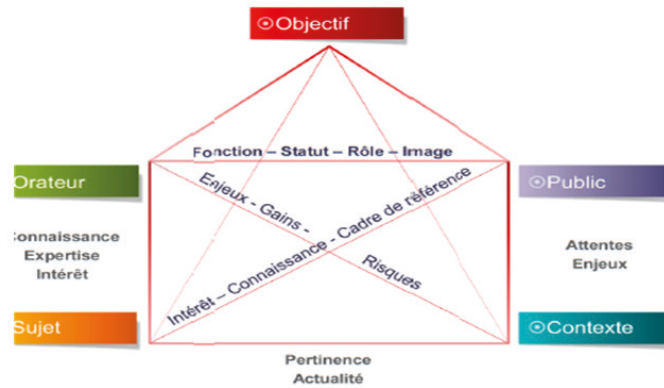 Objectif
Fonction – Statut – Rôle – Image
Orateur
Public
Enjeux - Gains -
Risques
Intérêt – Connaissance - Cadre de référence
Connaissance
Expertise
Intérêt
Attentes
Enjeux
Sujet
Contexte
Pertinence
Actualité